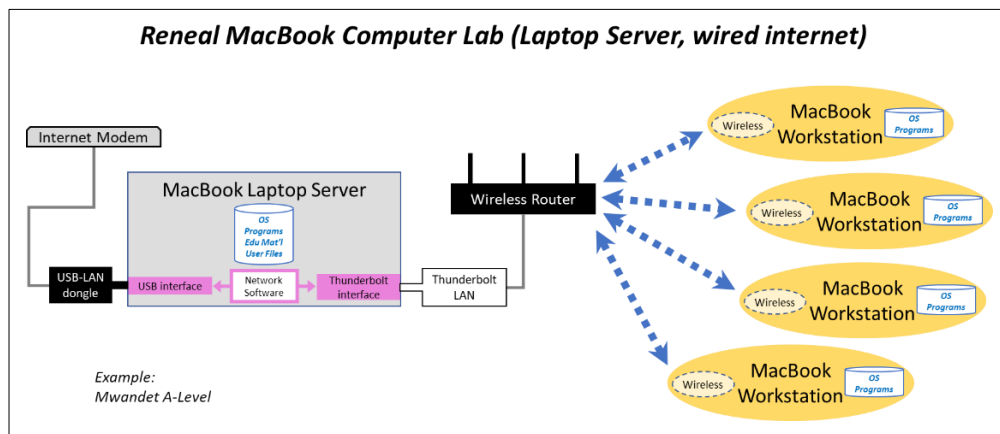 Reneal MacBook Computer Lab (Laptop Server, wired internet)
Internet Modem
MacBook Laptop Server
OS
Programs
Edu Mat'l
User Files
USB-LAN
dongle
USB interface
Network
Software
Thunderbolt
interface
Thunderbolt
LAN
Wireless Router
Wireless
MacBook
Workstation
OS
Programs
Wireless
MacBook
Workstation
OS
Programs
Wireless
MacBook
Workstation
OS
Programs
Wireless
MacBook
Workstation
OS
Programs
Example:
Mwandet A-Level